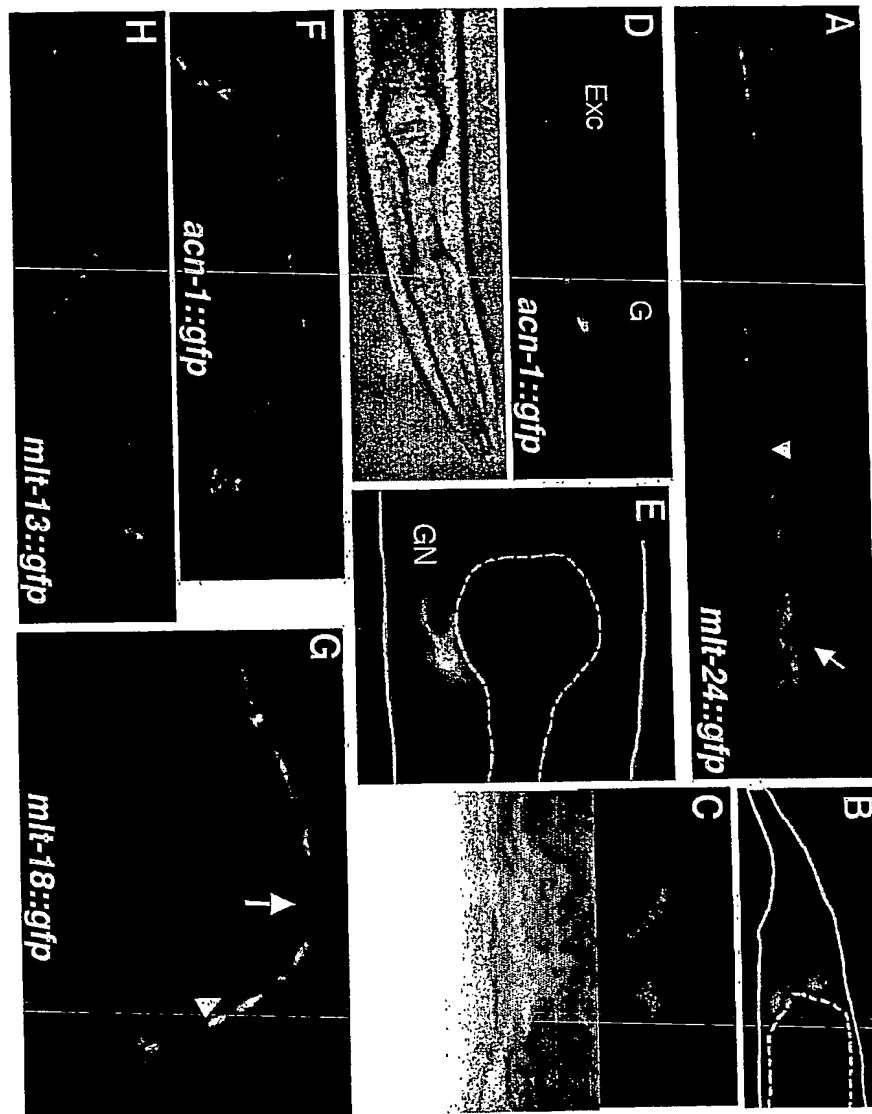 A
mlt-24::gfp
B
C
D
Exc
G
acn-1::gfp
E
GN
F
acn-1::gfp
G
mlt-18::gfp
H
mlt-13::gfp